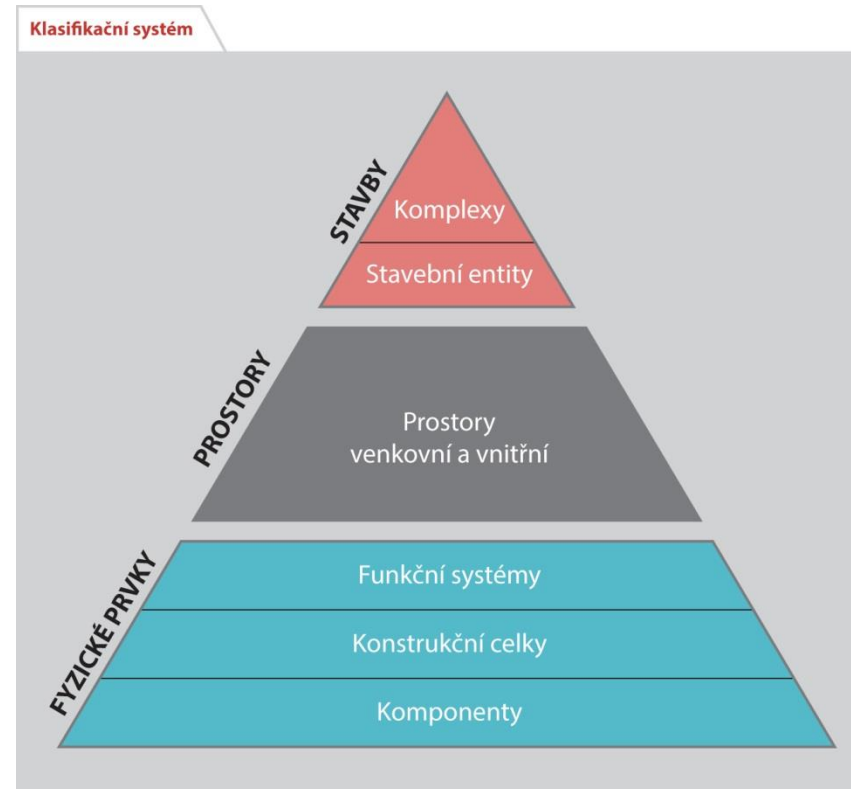 Klasifikační systém
STAVBY
Komplexy
Stavební entity
PROSTORY
Prostory
venkovní a vnitřní
FYZICKÉ PRVKY
Funkční systémy
Konstrukční celky
Komponenty